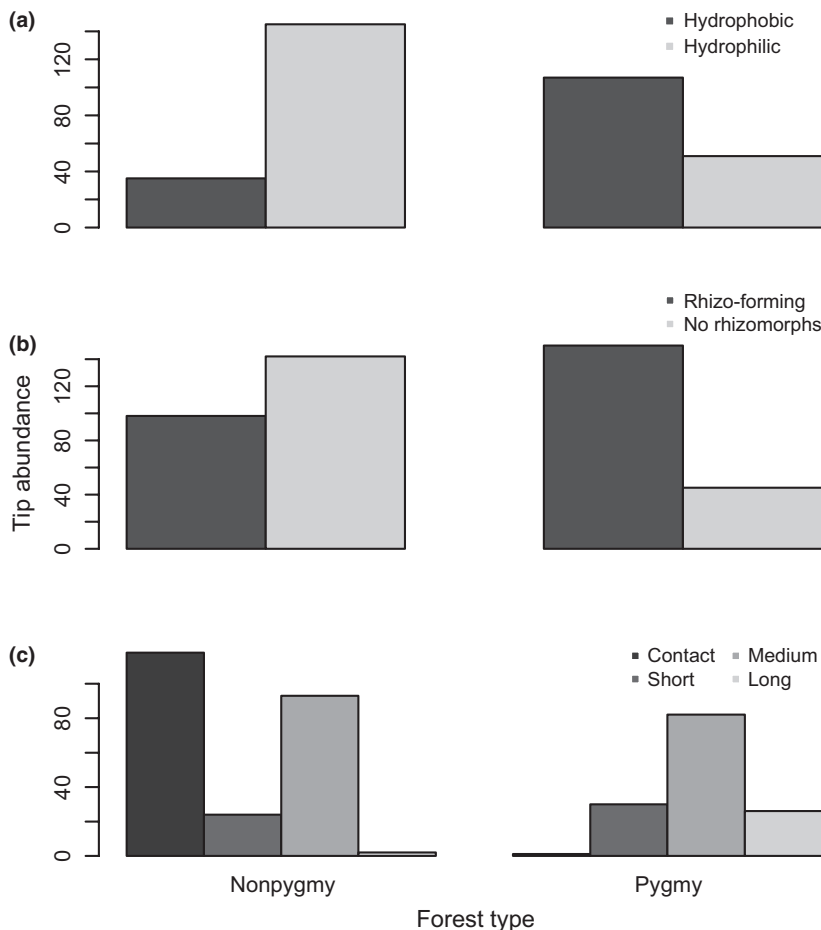 (a)
Hydrophobic
Hydrophilic
120
80
40
0
(b)
Rhizo-forming
No rhizomorphs
120
80
40
0
Tip abundance
(c)
Contact
Medium
Short
Long
80
40
0
Nonpygmy
Pygmy
Forest type